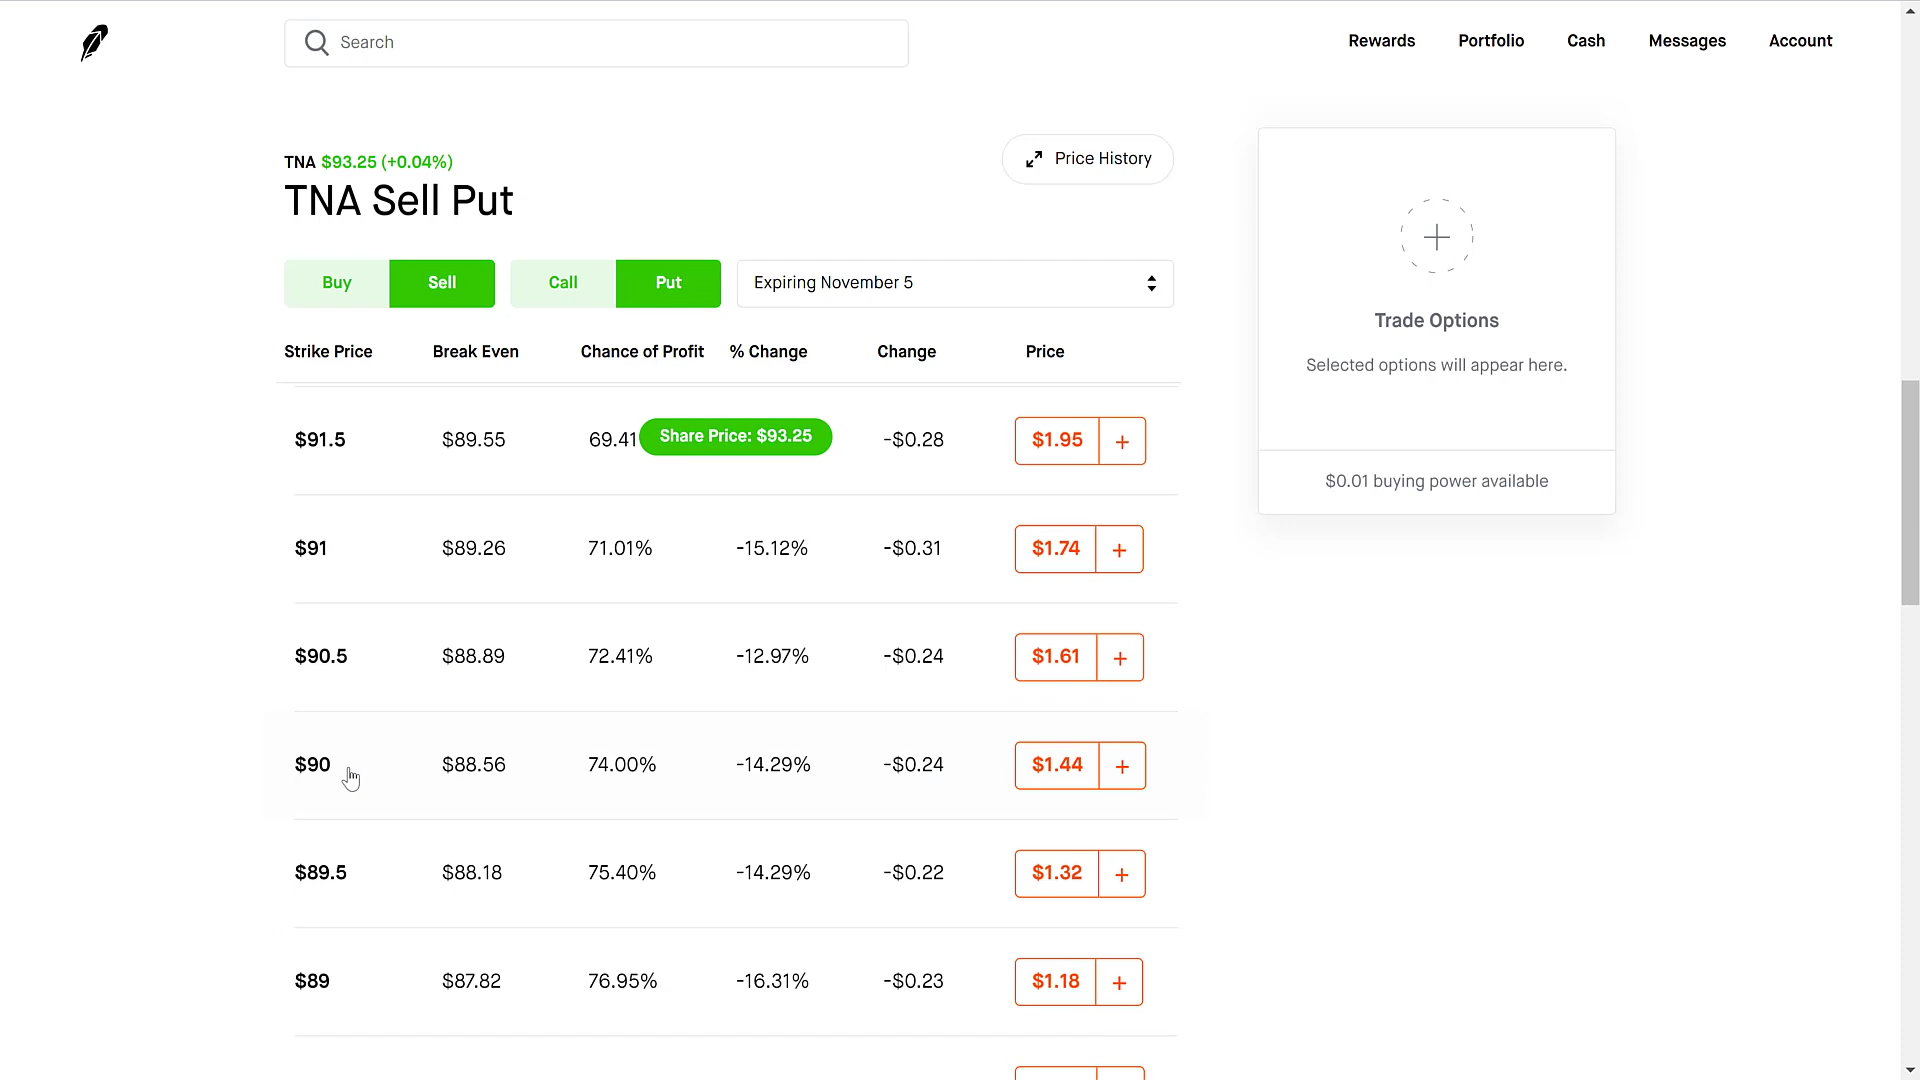 Search
Rewards Portfolio Cash Messages Account
TNA $93.25 (+0.04%)
Price History
TNA Sell Put
Buy Sell Call Put Expiring November 5
Strike Price Break Even Chance of Profit % Change Change Price
$91.5 $89.55 69.41 Share Price: $93.25 -$0.28 $1.95 +
$91 $89.26 71.01% -15.12% -$0.31 $1.74 +
$90.5 $88.89 72.41% -12.97% -$0.24 $1.61 +
$90 $88.56 74.00% -14.29% -$0.24 $1.44 +
$89.5 $88.18 75.40% -14.29% -$0.22 $1.32 +
$89 $87.82 76.95% -16.31% -$0.23 $1.18 +
Trade Options
Selected options will appear here.
$0.01 buying power available